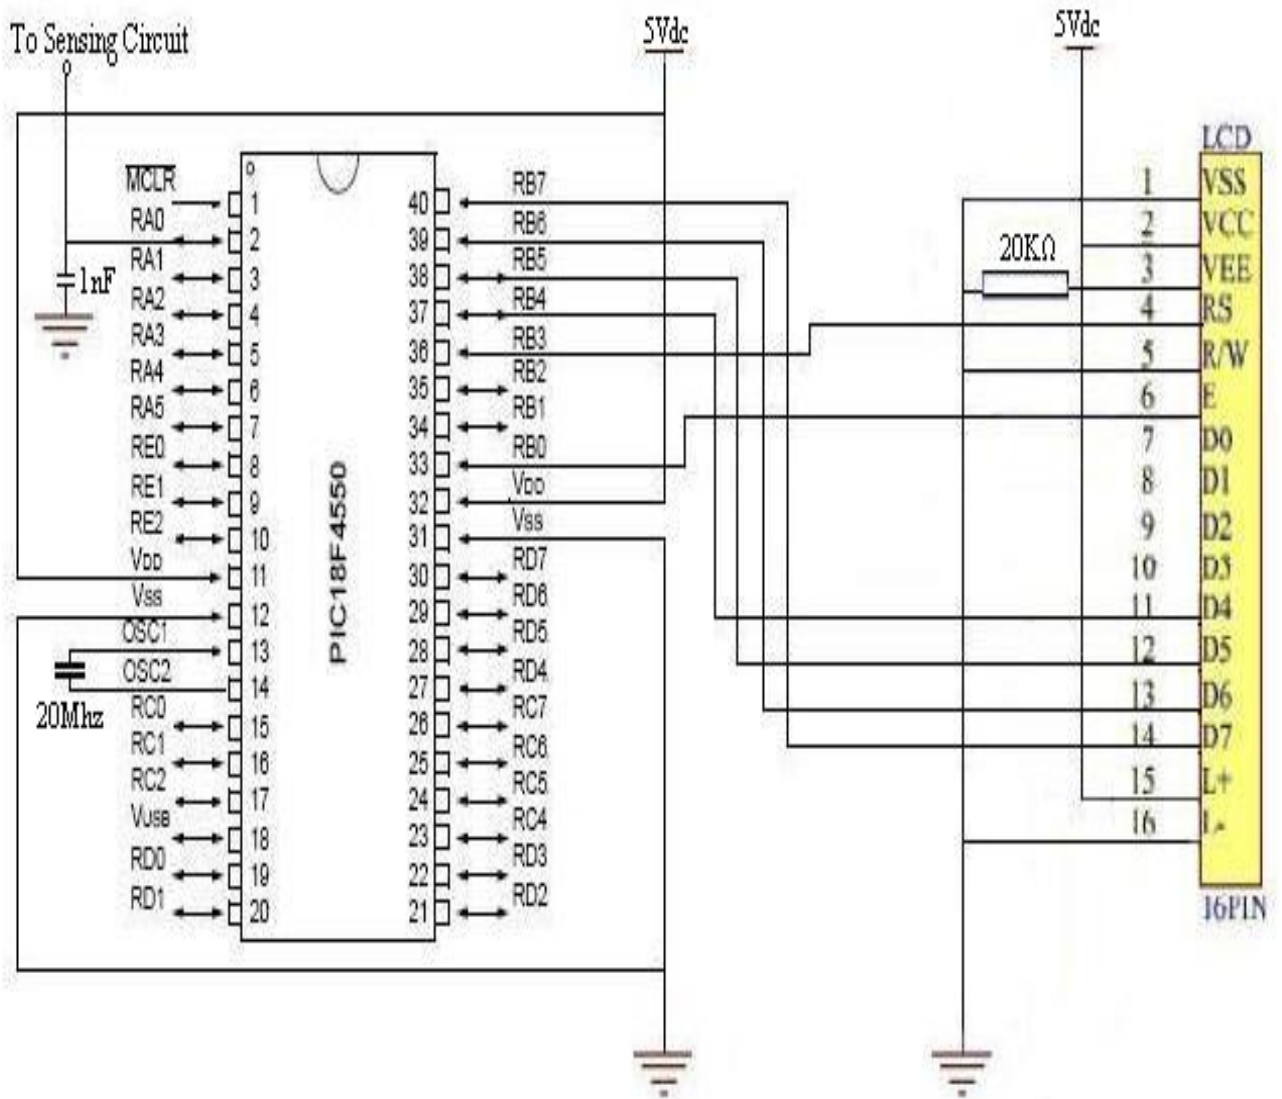 To Sensing Circuit
5Vdc
5Vdc
1nF
20Mhz
MCLR
RA0
RA1
RA2
RA3
RA4
RA5
RE0
RE1
RE2
VDD
VSS
OSC1
OSC2
RC0
RC1
RC2
VUSB
RD0
RD1
1
2
3
4
5
6
7
8
9
10
11
12
13
14
15
16
17
18
19
20
PIC18F4550
40
39
38
37
36
35
34
33
32
31
30
29
28
27
26
25
24
23
22
21
RB7
RB6
RB5
RB4
RB3
RB2
RB1
RB0
VDD
VSS
RD7
RD6
RD5
RD4
RC7
RC6
RC5
RC4
RD3
RD2
20KΩ
LCD
1 VSS
2 VCC
3 VEE
4 RS
5 R/W
6 E
7 D0
8 D1
9 D2
10 D3
11 D4
12 D5
13 D6
14 D7
15 L+
16 L-
16PIN